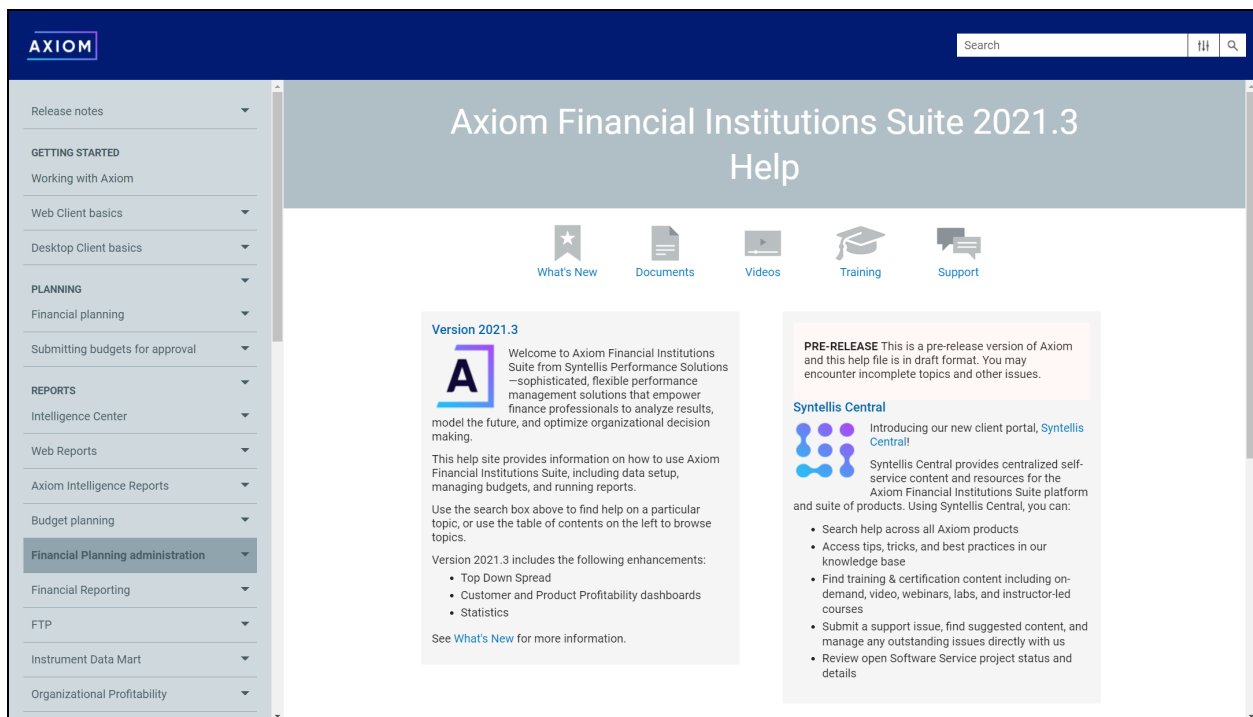 AXIOM
Search
Release notes
GETTING STARTED
Working with Axiom
Web Client basics
Desktop Client basics
PLANNING
Financial planning
Submitting budgets for approval
REPORTS
Intelligence Center
Web Reports
Axiom Intelligence Reports
Budget planning
Financial Planning administration
Financial Reporting
FTP
Instrument Data Mart
Organizational Profitability
Axiom Financial Institutions Suite 2021.3
Help
What's New
Documents
Videos
Training
Support
Version 2021.3
A
Welcome to Axiom Financial Institutions
Suite from Syntellis Performance Solutions
—sophisticated, flexible performance
management solutions that empower
finance professionals to analyze results,
model the future, and optimize organizational decision
making.
This help site provides information on how to use Axiom
Financial Institutions Suite, including data setup,
managing budgets, and running reports.
Use the search box above to find help on a particular
topic, or use the table of contents on the left to browse
topics.
Version 2021.3 includes the following enhancements:
• Top Down Spread
• Customer and Product Profitability dashboards
• Statistics
See What's New for more information.
PRE-RELEASE This is a pre-release version of Axiom
and this help file is in draft format. You may
encounter incomplete topics and other issues.
Syntellis Central
Introducing our new client portal, Syntellis
Central!
Syntellis Central provides centralized self-
service content and resources for the
Axiom Financial Institutions Suite platform
and suite of products. Using Syntellis Central, you can:
• Search help across all Axiom products
• Access tips, tricks, and best practices in our
knowledge base
• Find training & certification content including on-
demand, video, webinars, labs, and instructor-led
courses
• Submit a support issue, find suggested content, and
manage any outstanding issues directly with us
• Review open Software Service project status and
details